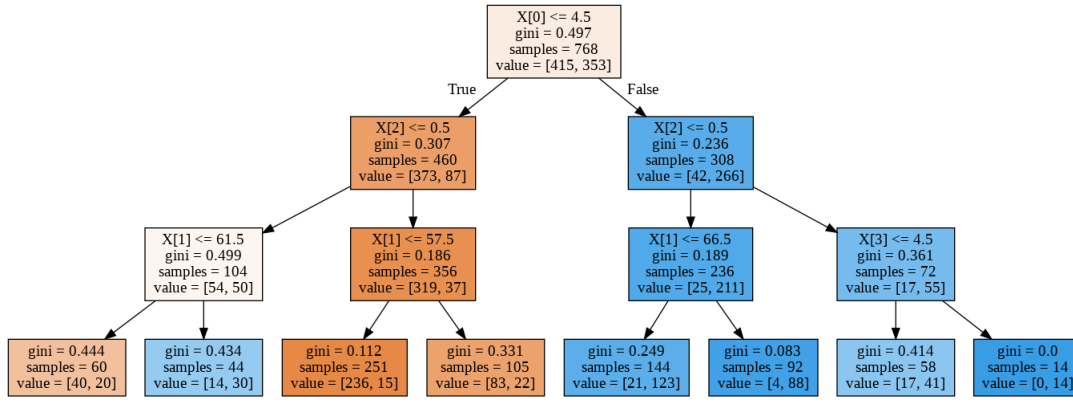 X[0] <= 4.5
gini = 0.497
samples = 768
value = [415, 353]
True
False
X[2] <= 0.5
gini = 0.307
samples = 460
value = [373, 87]
X[2] <= 0.5
gini = 0.236
samples = 308
value = [42, 266]
X[1] <= 61.5
gini = 0.499
samples = 104
value = [54, 50]
X[1] <= 57.5
gini = 0.186
samples = 356
value = [319, 37]
X[1] <= 66.5
gini = 0.189
samples = 236
value = [25, 211]
X[3] <= 4.5
gini = 0.361
samples = 72
value = [17, 55]
gini = 0.444
samples = 60
value = [40, 20]
gini = 0.434
samples = 44
value = [14, 30]
gini = 0.112
samples = 251
value = [236, 15]
gini = 0.331
samples = 105
value = [83, 22]
gini = 0.249
samples = 144
value = [21, 123]
gini = 0.083
samples = 92
value = [4, 88]
gini = 0.414
samples = 58
value = [17, 41]
gini = 0.0
samples = 14
value = [0, 14]